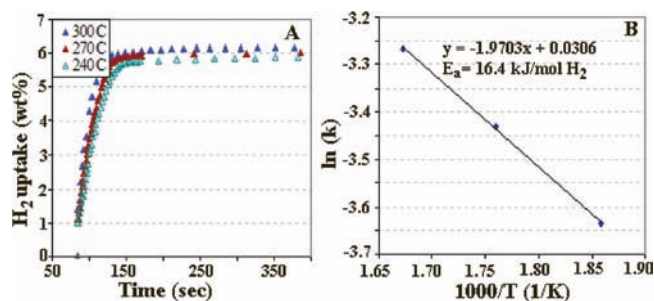 300C
270C
240C
A
7
6
5
4
3
2
1
0
H2 uptake (wt%)
50 150 250 350
Time (sec)
B
y = -1.9703x + 0.0306
Ea= 16.4 kJ/mol H2
-3.2
-3.3
-3.4
-3.5
-3.6
-3.7
ln (k)
1.65 1.70 1.75 1.80 1.85 1.90
1000/T (1/K)